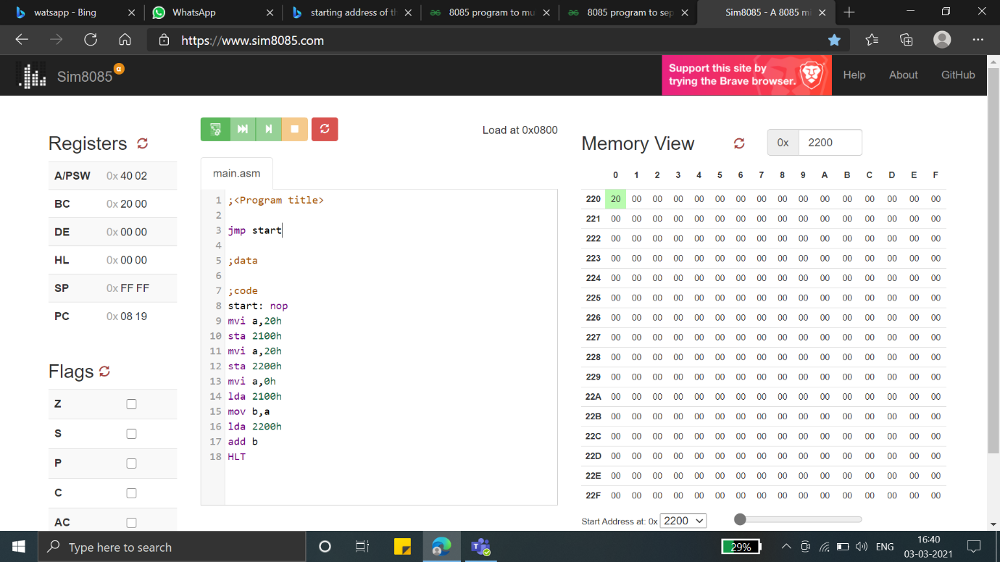 watsapp - Bing
WhatsApp
starting address of th
8085 program to mu
8085 program to sep
Sim8085 - A 8085 mi
https://www.sim8085.com
Sim8085 α
Support this site by
trying the Brave browser.
Help About GitHub
Registers
A/PSW 0x 40 02
BC 0x 20 00
DE 0x 00 00
HL 0x 00 00
SP 0x FF FF
PC 0x 08 19
Flags
Z
S
P
C
AC
Load at 0x0800
main.asm
1 ;<Program title>
2
3 jmp start
4
5 ;data
6
7 ;code
8 start: nop
9 mvi a,20h
10 sta 2100h
11 mvi a,20h
12 sta 2200h
13 mvi a,0h
14 lda 2100h
15 mov b,a
16 lda 2200h
17 add b
18 HLT
Memory View
0x 2200
0 1 2 3 4 5 6 7 8 9 A B C D E F
220 20 00 00 00 00 00 00 00 00 00 00 00 00 00 00 00
221 00 00 00 00 00 00 00 00 00 00 00 00 00 00 00 00
222 00 00 00 00 00 00 00 00 00 00 00 00 00 00 00 00
223 00 00 00 00 00 00 00 00 00 00 00 00 00 00 00 00
224 00 00 00 00 00 00 00 00 00 00 00 00 00 00 00 00
225 00 00 00 00 00 00 00 00 00 00 00 00 00 00 00 00
226 00 00 00 00 00 00 00 00 00 00 00 00 00 00 00 00
227 00 00 00 00 00 00 00 00 00 00 00 00 00 00 00 00
228 00 00 00 00 00 00 00 00 00 00 00 00 00 00 00 00
229 00 00 00 00 00 00 00 00 00 00 00 00 00 00 00 00
22A 00 00 00 00 00 00 00 00 00 00 00 00 00 00 00 00
22B 00 00 00 00 00 00 00 00 00 00 00 00 00 00 00 00
22C 00 00 00 00 00 00 00 00 00 00 00 00 00 00 00 00
22D 00 00 00 00 00 00 00 00 00 00 00 00 00 00 00 00
22E 00 00 00 00 00 00 00 00 00 00 00 00 00 00 00 00
22F 00 00 00 00 00 00 00 00 00 00 00 00 00 00 00 00
Start Address at: 0x 2200
Type here to search
29%
ENG
16:40
03-03-2021